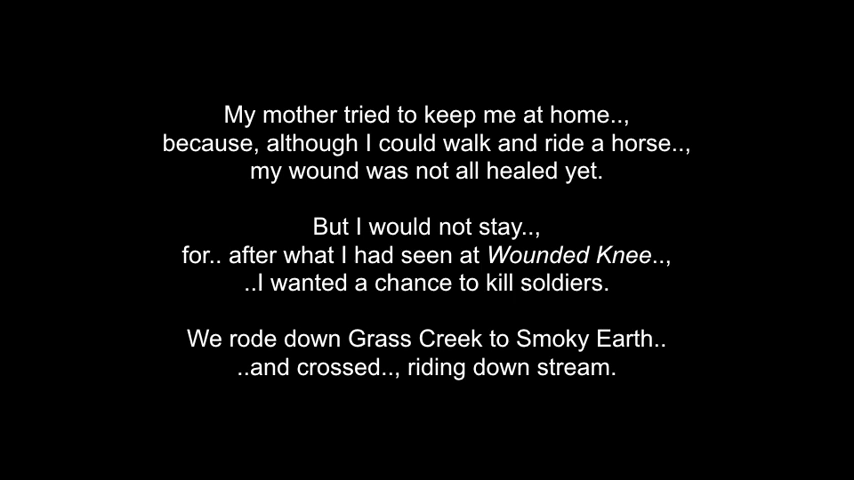 My mother tried to keep me at home..,
because, although I could walk and ride a horse..,
my wound was not all healed yet.
But I would not stay..,
for.. after what I had seen at Wounded Knee..,
..I wanted a chance to kill soldiers.
We rode down Grass Creek to Smoky Earth..
..and crossed.., riding down stream.